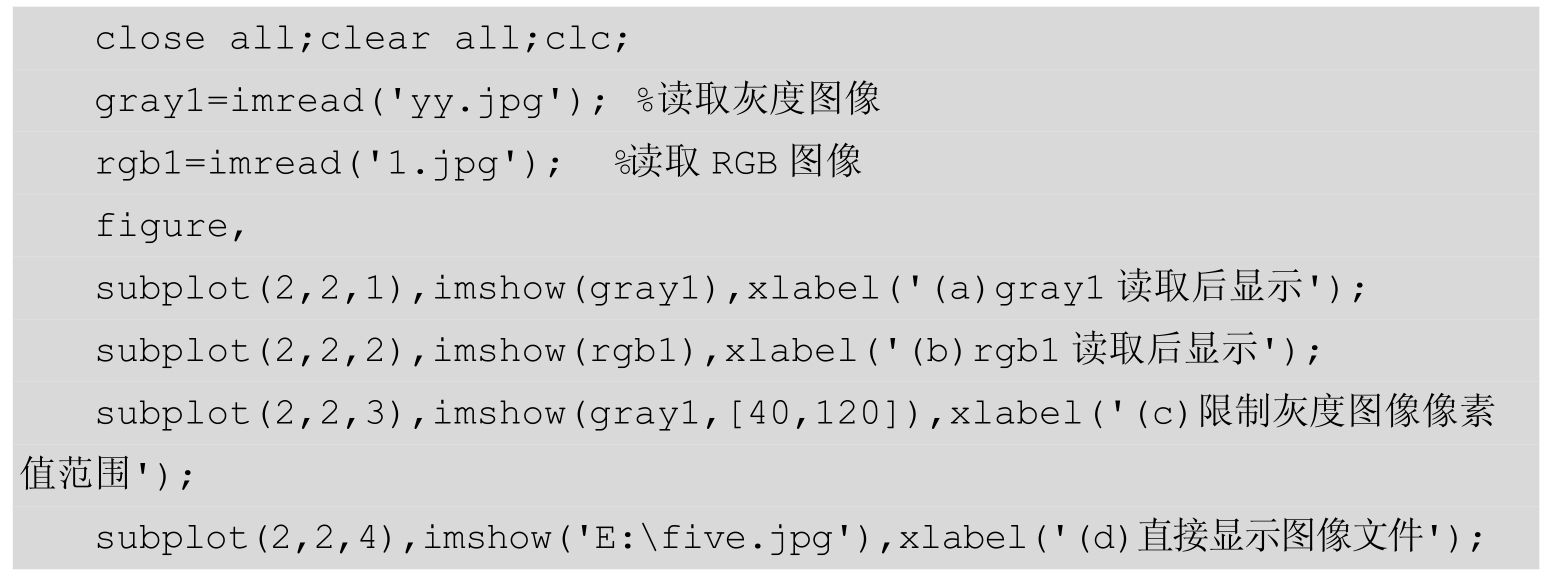 close all;clear all;clc;
gray1=imread('yy.jpg'); %读取灰度图像
rgb1=imread('1.jpg');  %读取 RGB 图像
figure,
subplot(2,2,1),imshow(gray1),xlabel('(a)gray1 读取后显示');
subplot(2,2,2),imshow(rgb1),xlabel('(b)rgb1 读取后显示');
subplot(2,2,3),imshow(gray1,[40,120]),xlabel('(c)限制灰度图像像素
值范围');
subplot(2,2,4),imshow('E:\five.jpg'),xlabel('(d)直接显示图像文件');